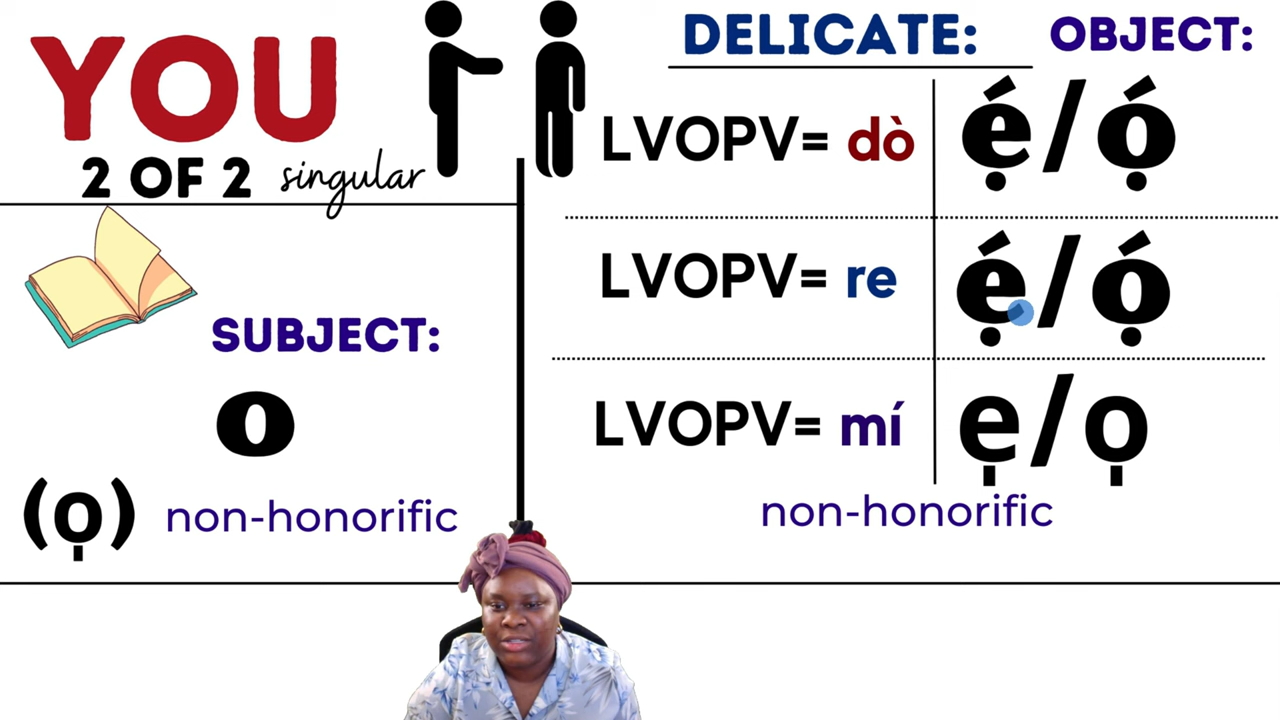 YOU
2 OF 2 singular
SUBJECT:
o
(ọ) non-honorific
DELICATE: OBJECT:
LVOPV= dò ẹ́/ọ́
LVOPV= re ẹ́/ọ́
LVOPV= mí ẹ/ọ
non-honorific